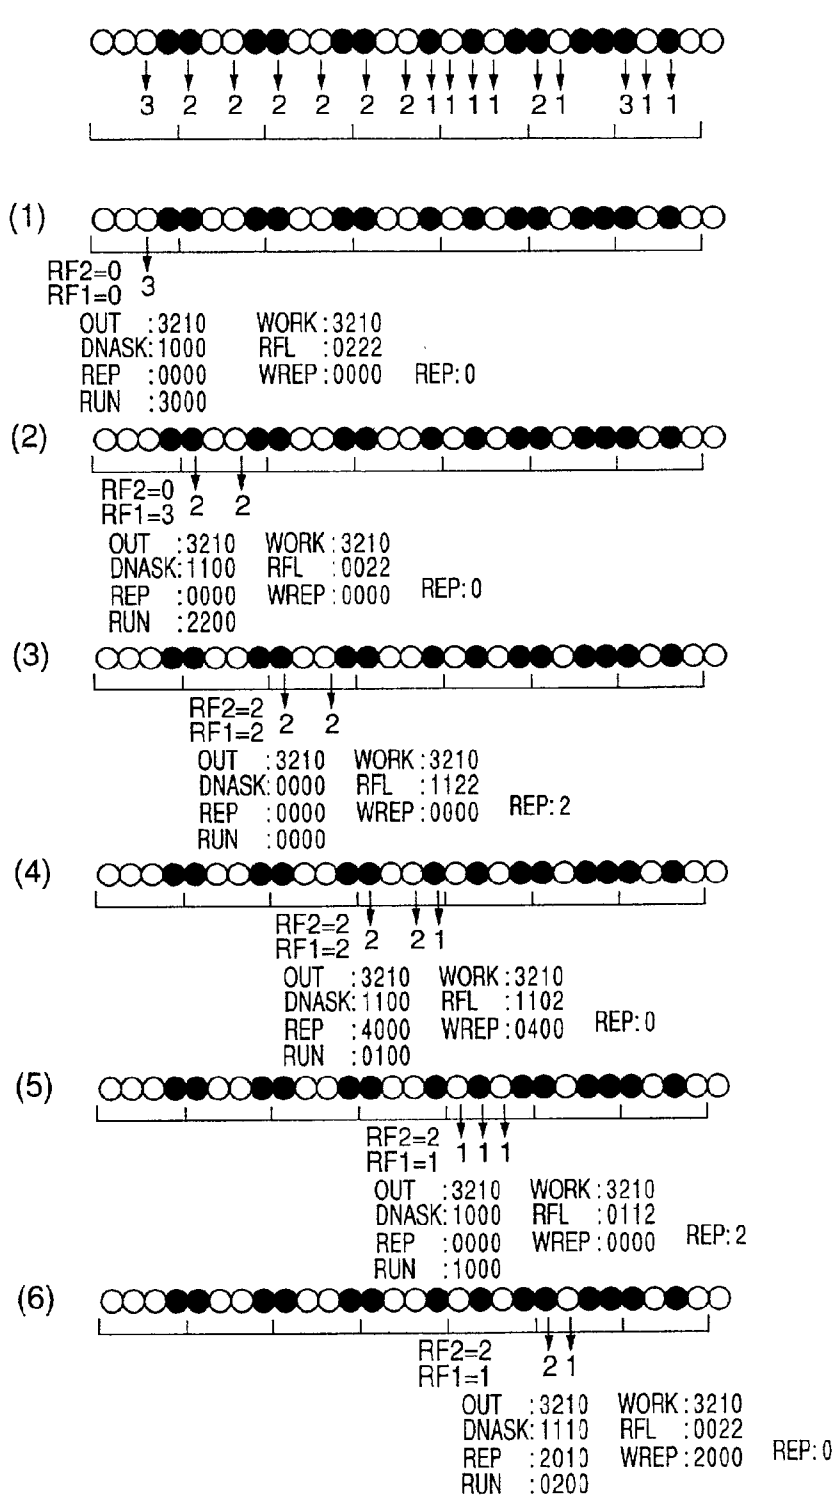 3 2 2 2 2 2 2 1 1 1 1 2 1 3 1 1
(1)
RF2=0
RF1=0 3
OUT :3210 WORK:3210
DNASK:1000 RFL :0222
REP :0000 WREP:0000 REP:0
RUN :3000
(2)
RF2=0
RF1=3 2 2
OUT :3210 WORK:3210
DNASK:1100 RFL :0022
REP :0000 WREP:0000 REP:0
RUN :2200
(3)
RF2=2
RF1=2 2 2
OUT :3210 WORK:3210
DNASK:0000 RFL :1122
REP :0000 WREP:0000 REP:2
RUN :0000
(4)
RF2=2
RF1=2 2 2 1
OUT :3210 WORK:3210
DNASK:1100 RFL :1102
REP :4000 WREP:0400 REP:0
RUN :0100
(5)
RF2=2
RF1=1 1 1 1
OUT :3210 WORK:3210
DNASK:1000 RFL :0112
REP :0000 WREP:0000 REP:2
RUN :1000
(6)
RF2=2
RF1=1 2 1
OUT :3210 WORK:3210
DNASK:1110 RFL :0022
REP :2010 WREP:2000 REP:0
RUN :0200